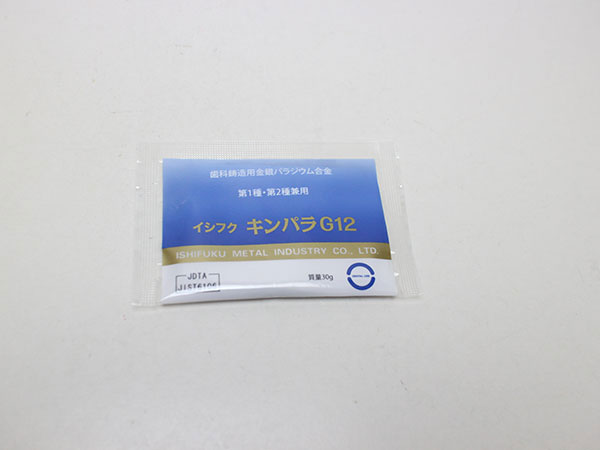 歯科鋳造用金銀パラジウム合金
第1種・第2種兼用
イシフク キンパラG12
ISHIFUKU METAL INDUSTRY CO., LTD.
JDTA
JIST6106
質量30g